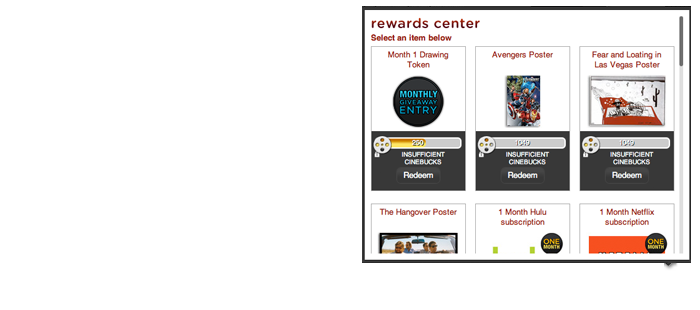 rewards center
Select an item below
Month 1 Drawing
Token
MONTHLY
GIVEAWAY
ENTRY
250
INSUFFICIENT
CINEBUCKS
Redeem
Avengers Poster
1049
INSUFFICIENT
CINEBUCKS
Redeem
Fear and Loating in
Las Vegas Poster
1049
INSUFFICIENT
CINEBUCKS
Redeem
The Hangover Poster
1 Month Hulu
subscription
ONE
MONTH
1 Month Netflix
subscription
ONE
MONTH